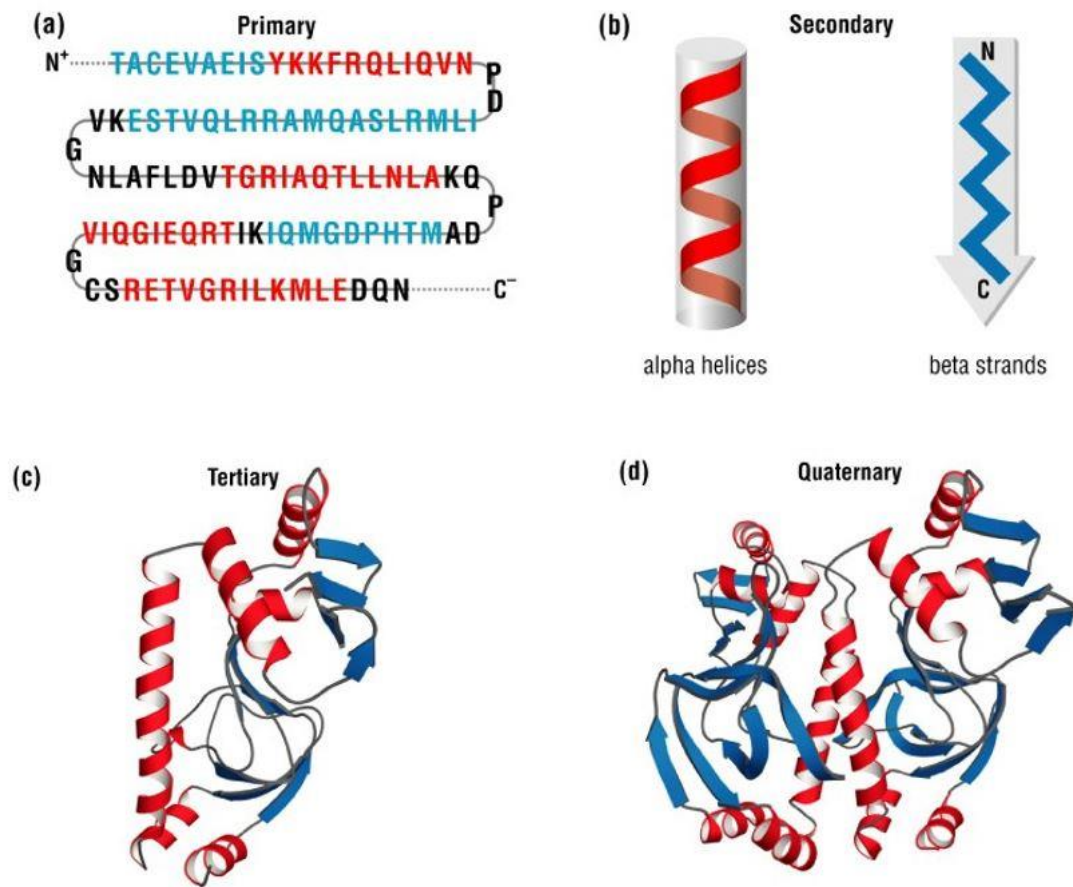 (a) Primary
N+ TACEVAEISYKKFRQLIQVN
P
D
VKESTVQLRRAMQASLRMLI
G
NLAFLDVTGRIAQTLLNLAKQ
P
VIQGIEQRTIKIQMGDPHTMAD
G
CSRETVGRILKMLEDQN C−
(b) Secondary
N
C
alpha helices
beta strands
(c) Tertiary
(d) Quaternary